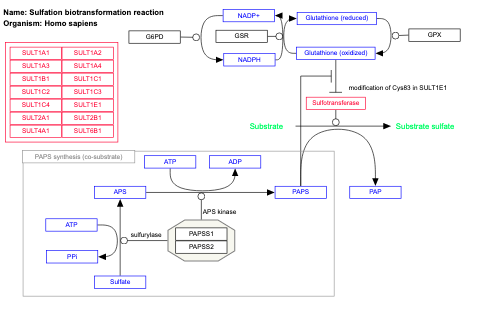 Name: Sulfation biotransformation reaction
Organism: Homo sapiens
NADP+
Glutathione (reduced)
G6PD
GSR
GPX
NADPH
Glutathione (oxidized)
SULT1A1 SULT1A2
SULT1A3 SULT1A4
SULT1B1 SULT1C1
SULT1C2 SULT1C3
SULT1C4 SULT1E1
SULT2A1 SULT2B1
SULT4A1 SULT6B1
modification of Cys83 in SULT1E1
Sulfotransferase
Substrate
Substrate sulfate
PAPS synthesis (co-substrate)
ATP
ADP
APS
PAPS
PAP
APS kinase
ATP
sulfurylase
PAPSS1
PAPSS2
PPi
Sulfate